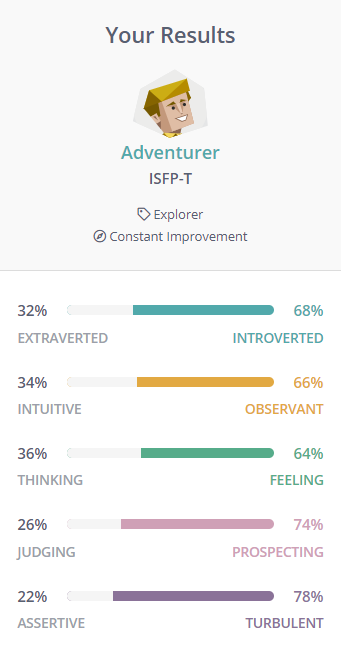 Your Results
Adventurer
ISFP-T
Explorer
Constant Improvement
32% 68%
EXTRAVERTED INTROVERTED
34% 66%
INTUITIVE OBSERVANT
36% 64%
THINKING FEELING
26% 74%
JUDGING PROSPECTING
22% 78%
ASSERTIVE TURBULENT